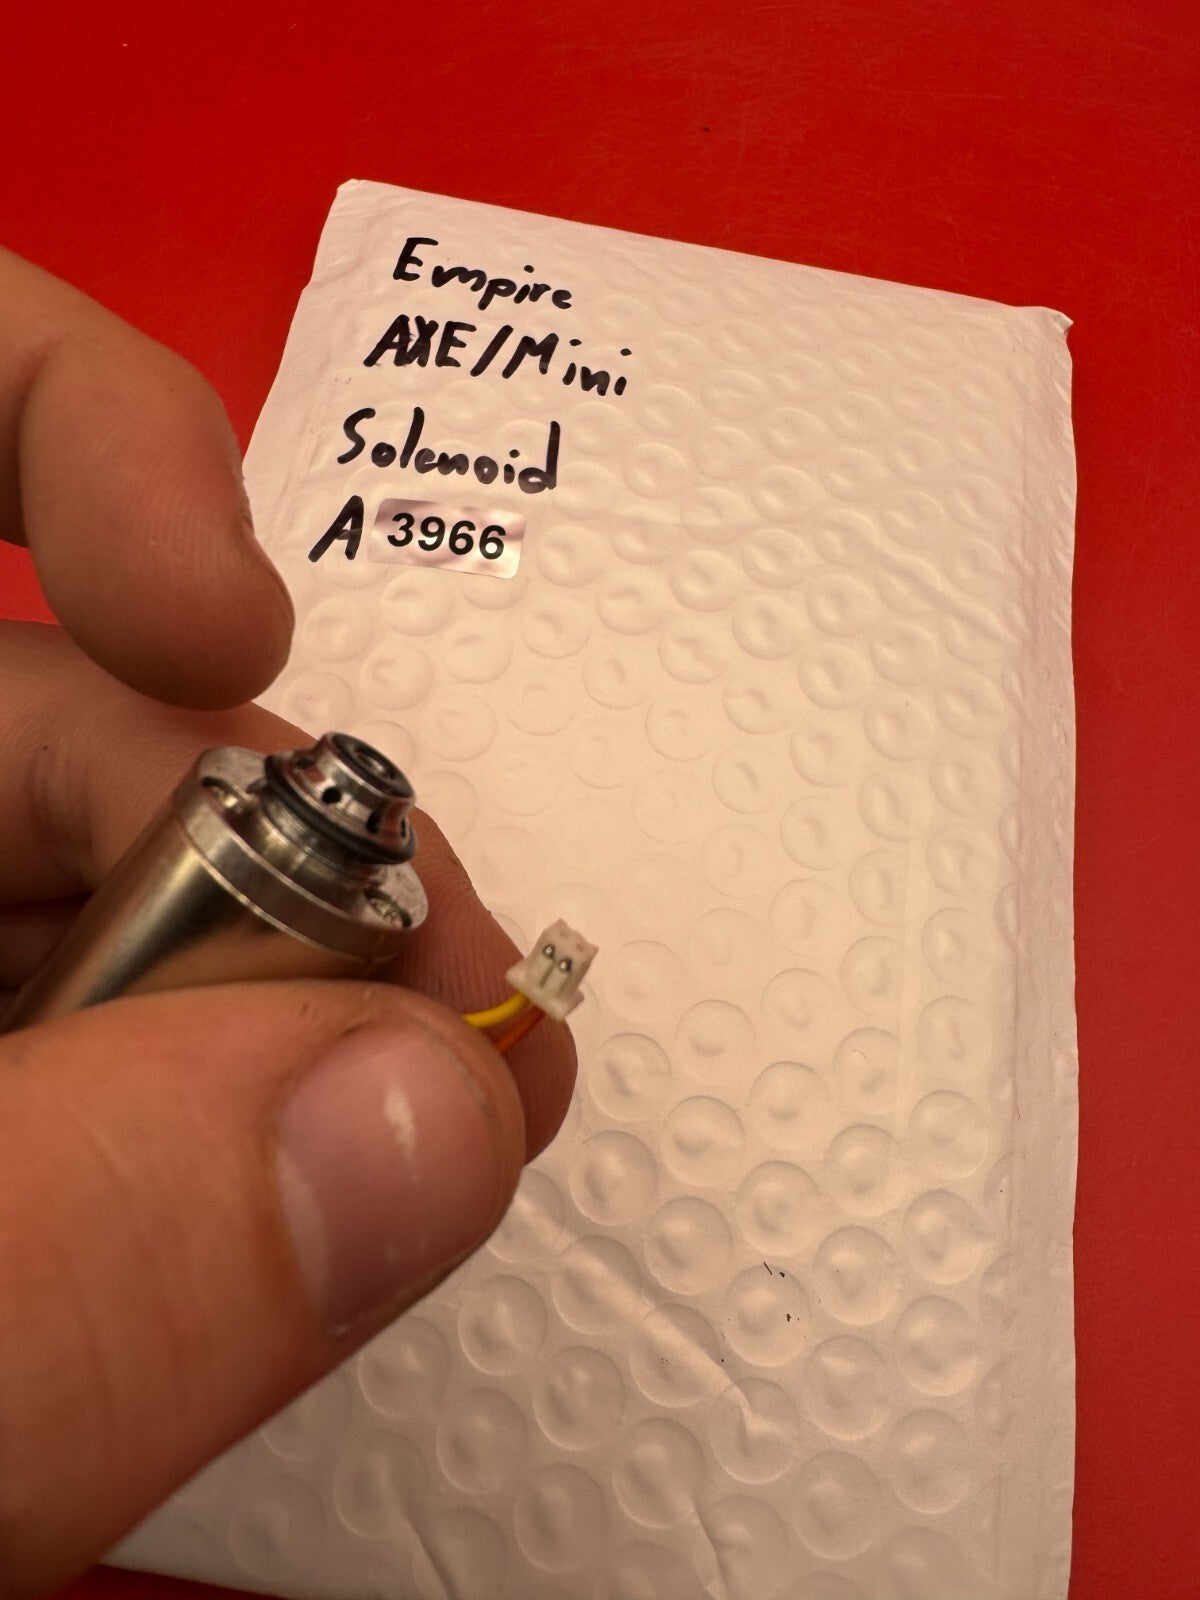 Empire
AXE/Mini
Solenoid
A 3966